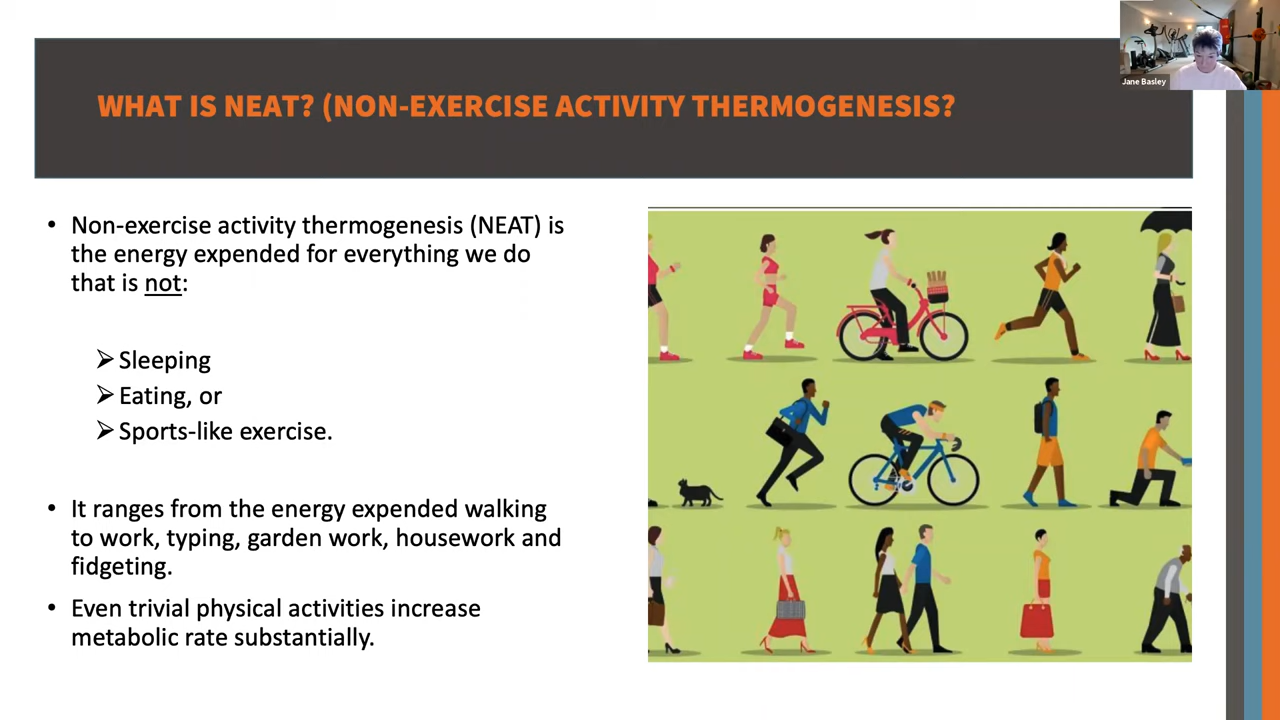 WHAT IS NEAT? (NON-EXERCISE ACTIVITY THERMOGENESIS?
Jane Basley
• Non-exercise activity thermogenesis (NEAT) is
the energy expended for everything we do
that is not:
➢ Sleeping
➢ Eating, or
➢ Sports-like exercise.
• It ranges from the energy expended walking
to work, typing, garden work, housework and
fidgeting.
• Even trivial physical activities increase
metabolic rate substantially.